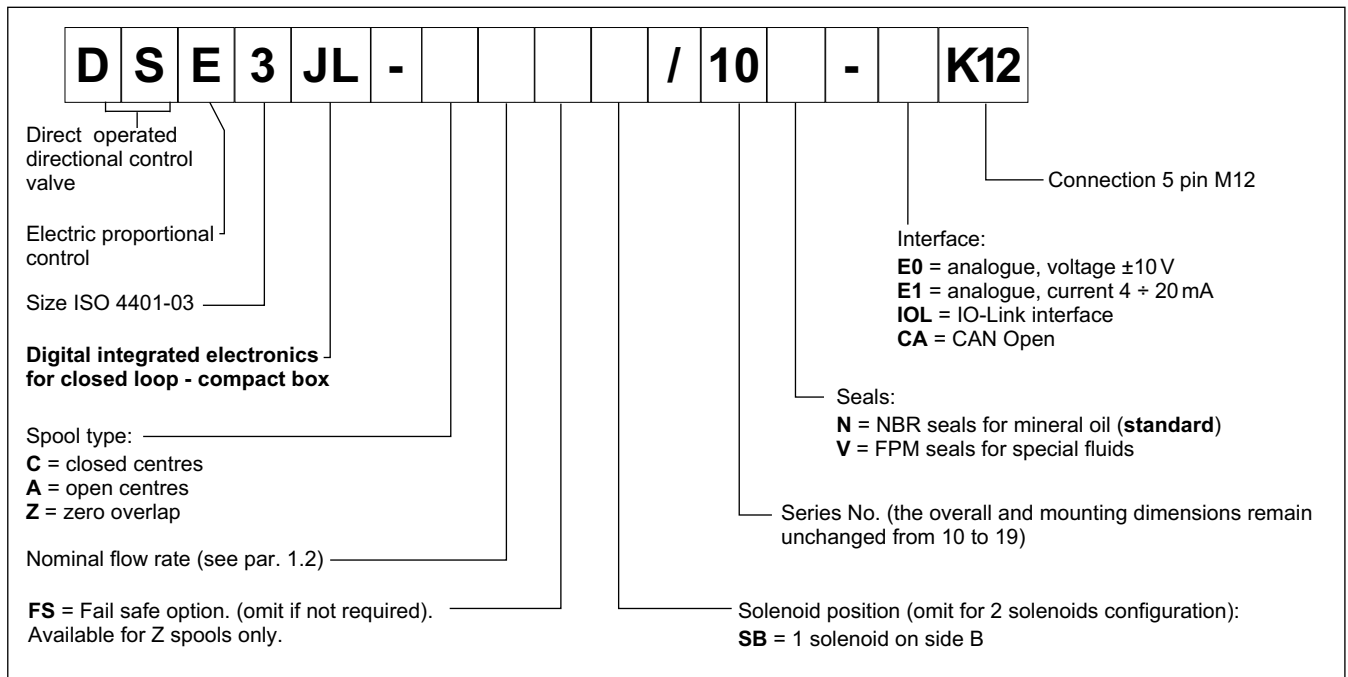 D S E 3 JL - / 10 - K12
Direct operated
directional control
valve
Electric proportional
control
Size ISO 4401-03
Digital integrated electronics
for closed loop - compact box
Spool type:
C = closed centres
A = open centres
Z = zero overlap
Nominal flow rate (see par. 1.2)
FS = Fail safe option. (omit if not required).
Available for Z spools only.
Connection 5 pin M12
Interface:
E0 = analogue, voltage ±10 V
E1 = analogue, current 4 ÷ 20 mA
IOL = IO-Link interface
CA = CAN Open
Seals:
N = NBR seals for mineral oil (standard)
V = FPM seals for special fluids
Series No. (the overall and mounting dimensions remain
unchanged from 10 to 19)
Solenoid position (omit for 2 solenoids configuration):
SB = 1 solenoid on side B